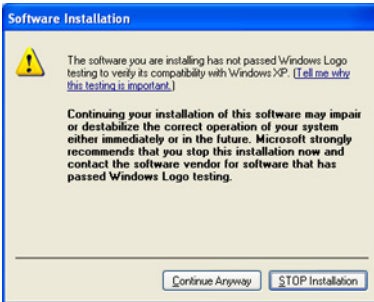 Software Installation
The software you are installing has not passed Windows Logo
testing to verify its compatibility with Windows XP. (Tell me why
this testing is important.)
Continuing your installation of this software may impair
or destabilize the correct operation of your system
either immediately or in the future. Microsoft strongly
recommends that you stop this installation now and
contact the software vendor for software that has
passed Windows Logo testing.
Continue Anyway STOP Installation